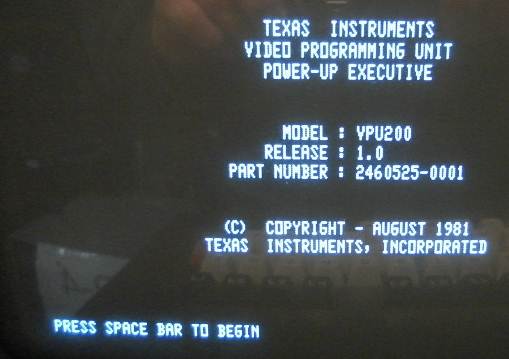 TEXAS INSTRUMENTS
VIDEO PROGRAMMING UNIT
POWER-UP EXECUTIVE
MODEL : VPU200
RELEASE : 1.0
PART NUMBER : 2460525-0001
(C) COPYRIGHT - AUGUST 1981
TEXAS INSTRUMENTS, INCORPORATED
PRESS SPACE BAR TO BEGIN